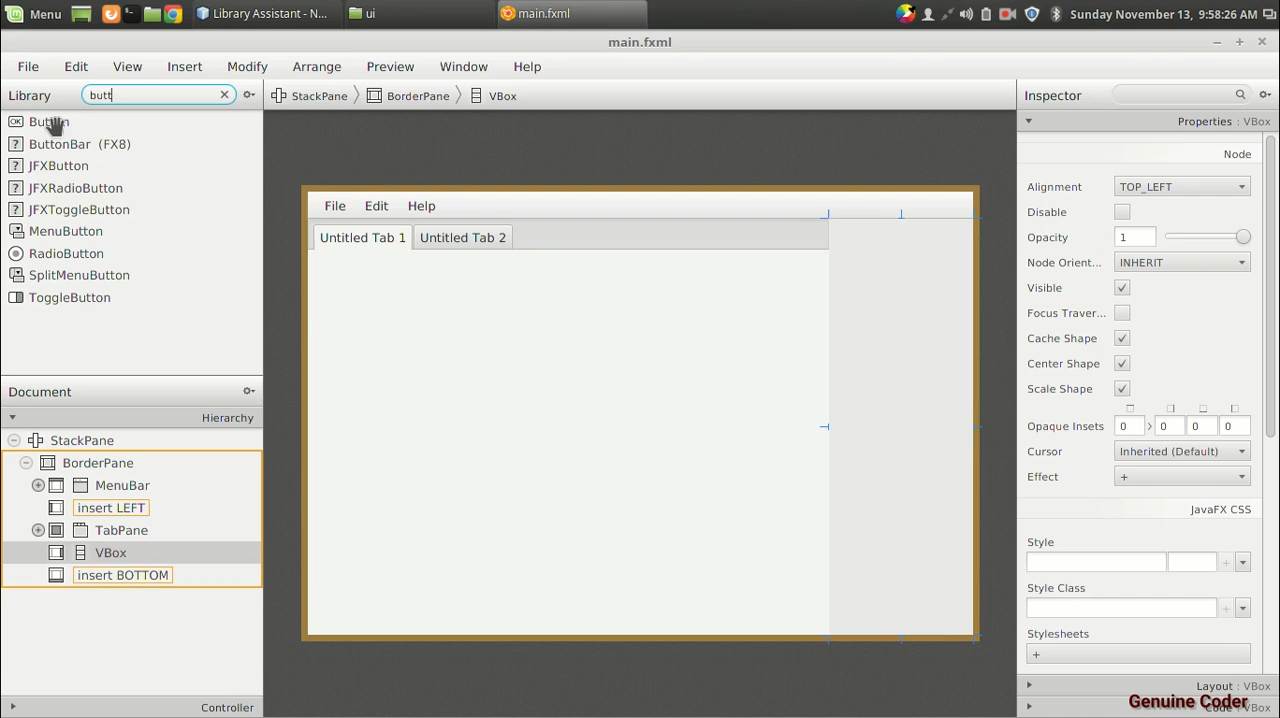 Menu
Library Assistant - N...
ui
main.fxml
Sunday November 13, 9:58:26 AM
main.fxml
File Edit View Insert Modify Arrange Preview Window Help
Library
butt
StackPane
BorderPane
VBox
Button
? ButtonBar (FX8)
? JFXButton
? JFXRadioButton
? JFXToggleButton
MenuButton
RadioButton
SplitMenuButton
ToggleButton
Document
Hierarchy
StackPane
BorderPane
MenuBar
insert LEFT
TabPane
VBox
insert BOTTOM
Controller
File Edit Help
Untitled Tab 1
Untitled Tab 2
Inspector
Properties : VBox
Node
Alignment TOP_LEFT
Disable
Opacity 1
Node Orient... INHERIT
Visible
Focus Traver...
Cache Shape
Center Shape
Scale Shape
Opaque Insets 0 0 0 0
Cursor Inherited (Default)
Effect +
JavaFX CSS
Style
Style Class
Stylesheets
+
Layout : VBox
Code : VBox
Genuine Coder